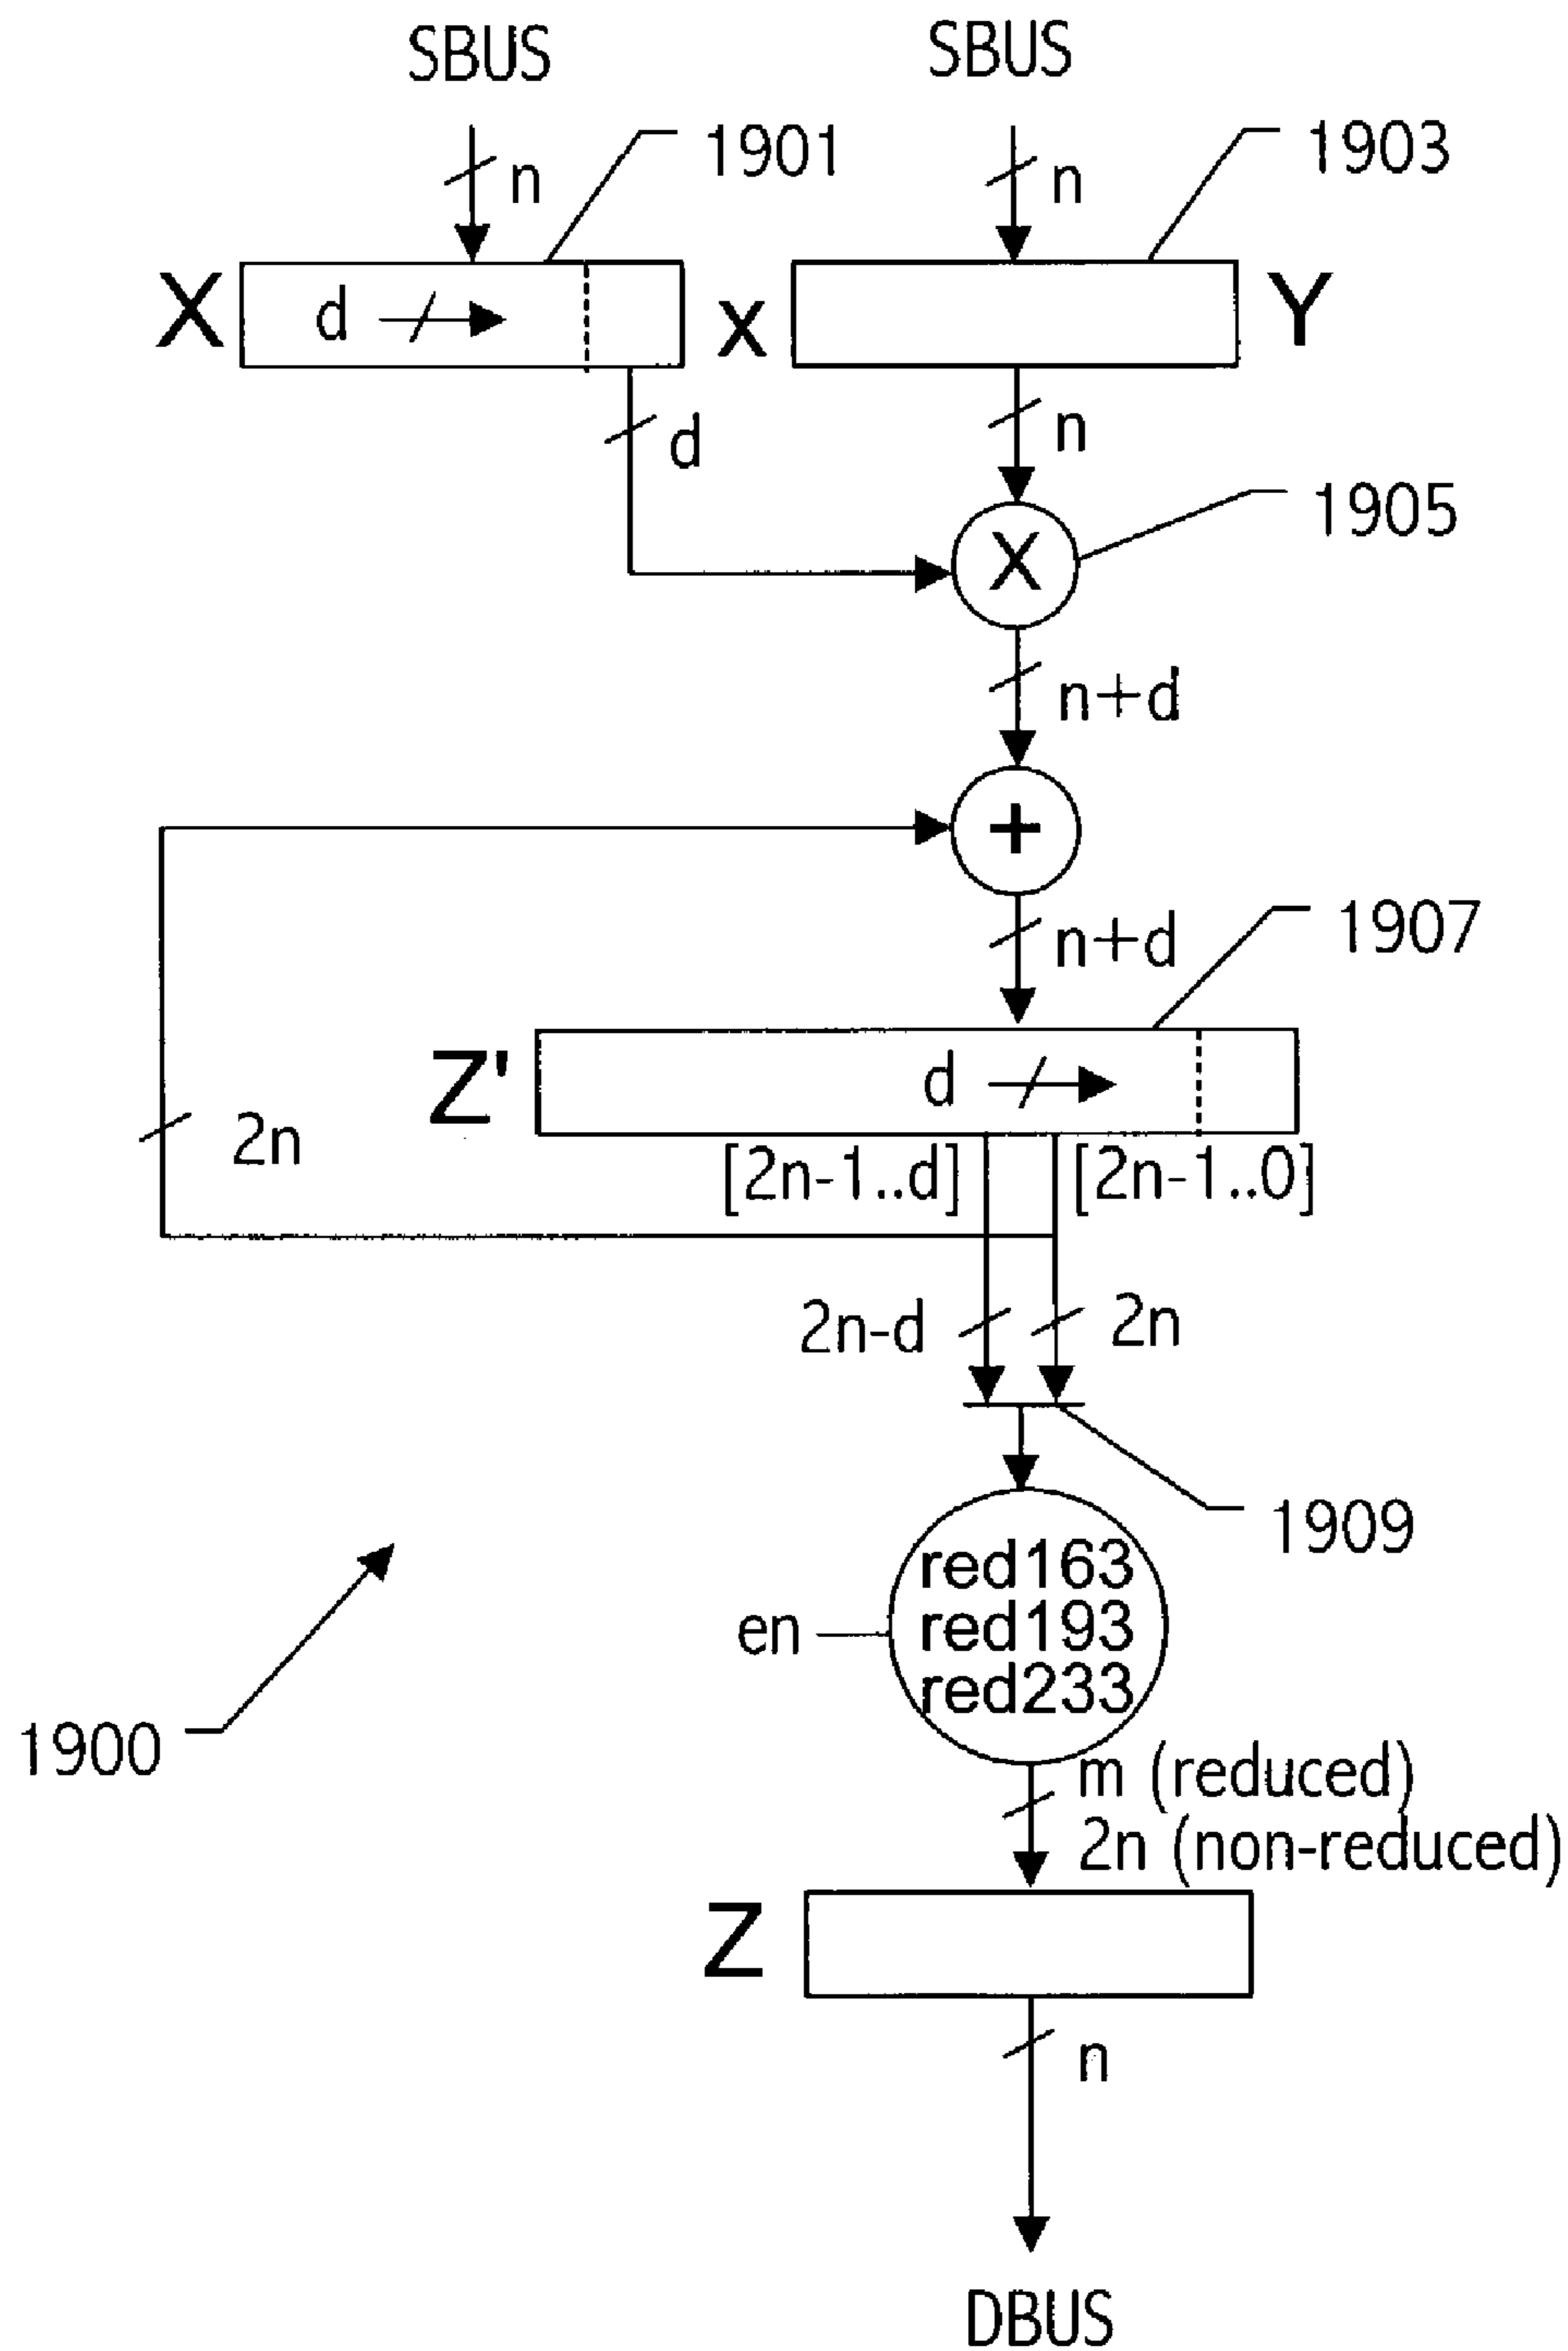 SBUS
SBUS
n
1901
n
1903
X
d
x
Y
d
n
X
1905
n+d
+
n+d
1907
Z'
d
2n
[2n-1..d]
[2n-1..0]
2n-d
2n
1909
red163
red193
red233
en
1900
m (reduced)
2n (non-reduced)
Z
n
DBUS